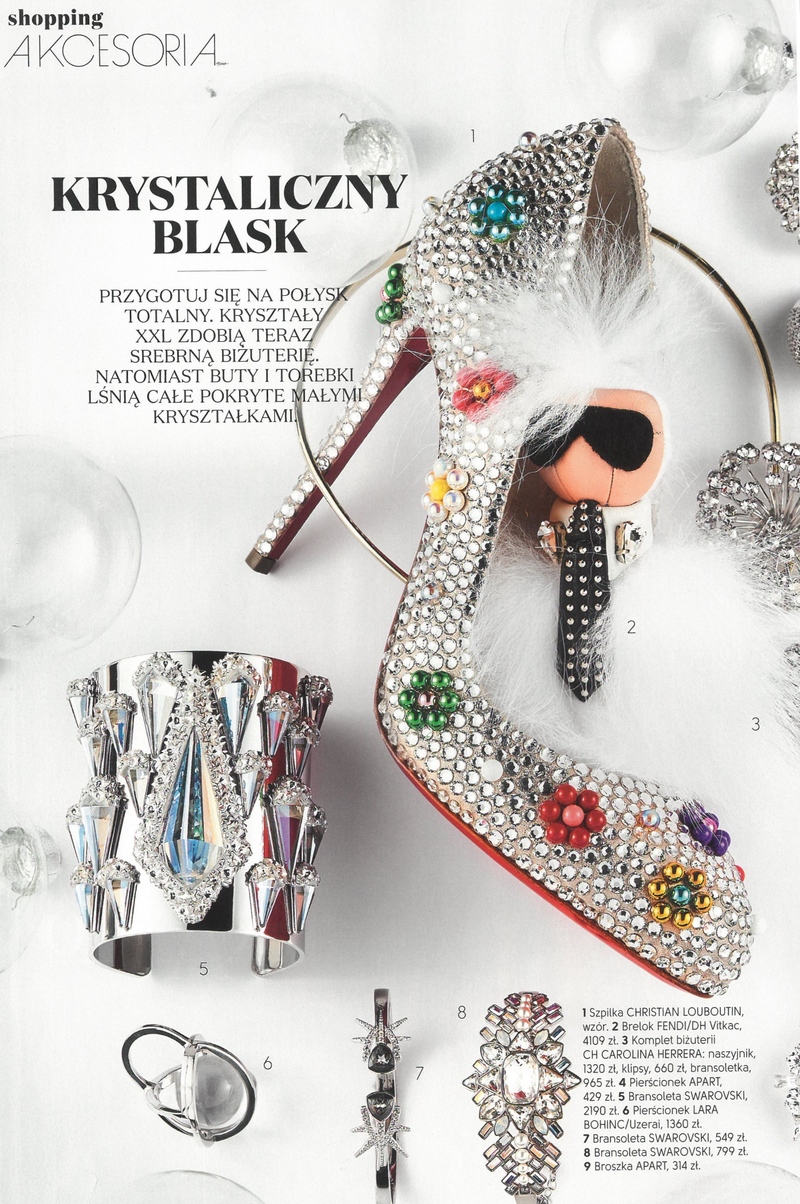 shopping
AKCESORIA
1
KRYSTALICZNY
BLASK
PRZYGOTUJ SIĘ NA POŁYSK
TOTALNY. KRYSZTAŁY
XXL ZDOBIĄ TERAZ
SREBRNĄ BIŻUTERIĘ.
NATOMIAST BUTY I TOREBKI
LŚNIĄ CAŁE POKRYTE MAŁYMI
KRYSZTAŁKAMI.
2
3
5
6
7
8
1 Szpilka CHRISTIAN LOUBOUTIN,
wzór. 2 Brelok FENDI/DH Vitkac,
4109 zł. 3 Komplet biżuterii
CH CAROLINA HERRERA: naszyjnik,
1320 zł, klipsy, 660 zł, bransoletka,
965 zł. 4 Pierścionek APART,
429 zł. 5 Bransoleta SWAROVSKI,
2190 zł. 6 Pierścionek LARA
BOHINC/Uzerai, 1360 zł.
7 Bransoleta SWAROVSKI, 549 zł.
8 Bransoleta SWAROVSKI, 799 zł.
9 Broszka APART, 314 zł.